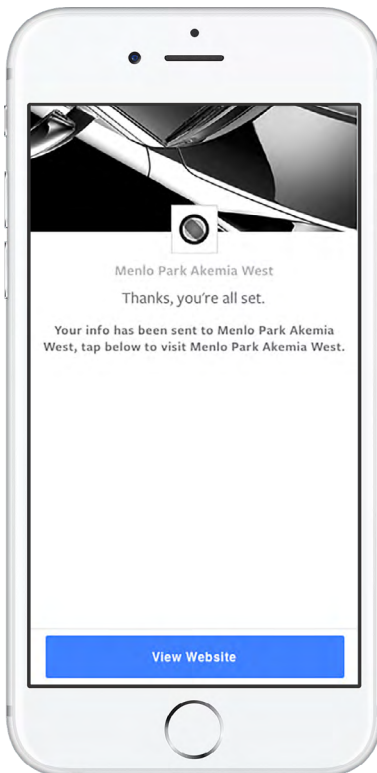 Menlo Park Akemia West
Thanks, you're all set.
Your info has been sent to Menlo Park Akemia
West, tap below to visit Menlo Park Akemia West.
View Website